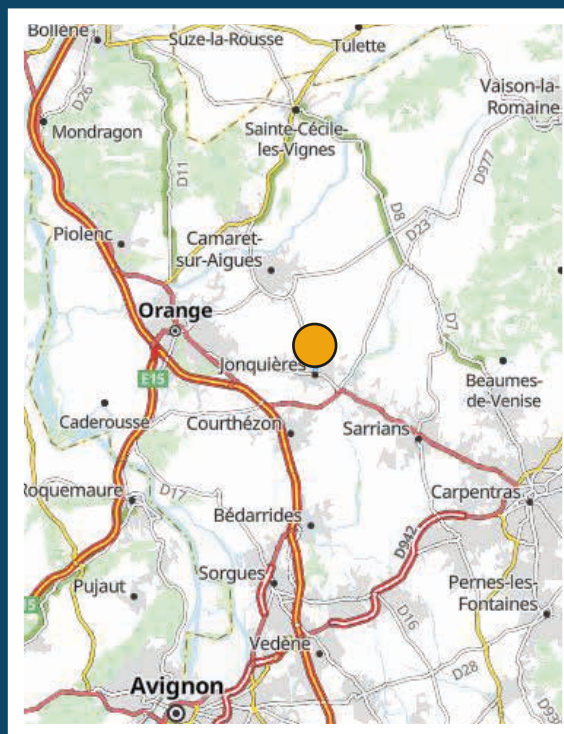 Bollène
Suze-la-Rousse
Tulette
D26
Vaison-la-
Romaine
Mondragon
Sainte-Cécile-
les-Vignes
D11
D977
D8
D23
Piolenc
Camaret-
sur-Aigues
Orange
D7
Jonquières
E15
Beaumes-
de-Venise
Caderousse
Courthézon
Sarrians
Roquemaure
D17
Carpentras
Bédarrides
D942
Pujaut
Sorgues
Pernes-les-
Fontaines
D16
Vedène
D28
Avignon